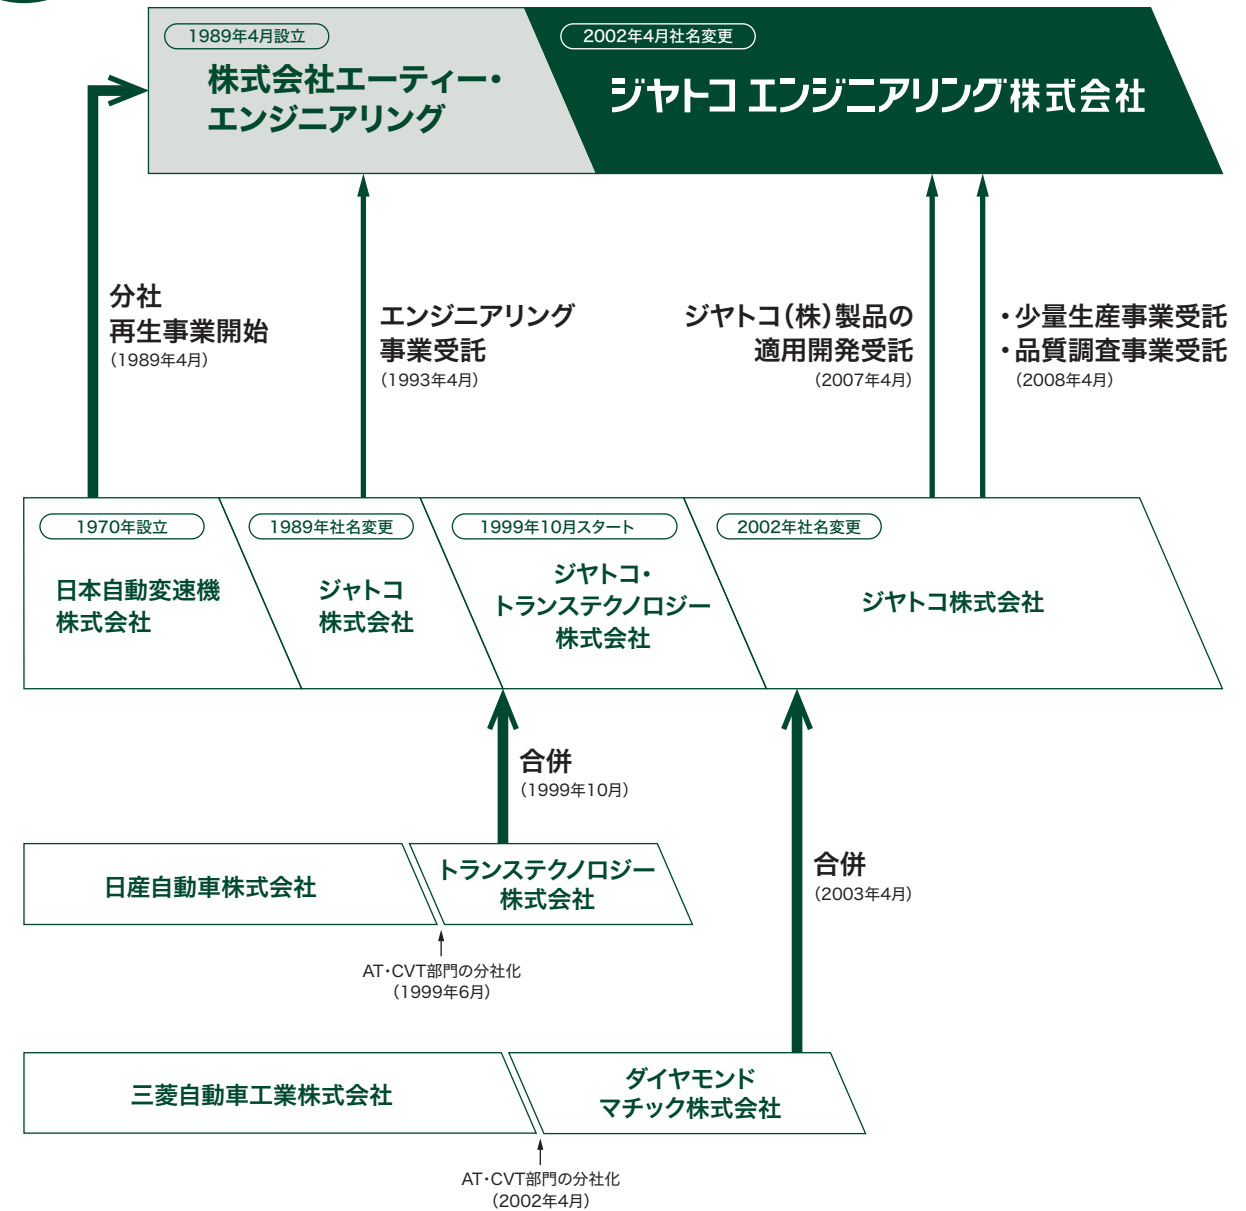 1989年4月設立
株式会社エーティー・
エンジニアリング
2002年4月社名変更
ジヤトコ エンジニアリング株式会社
分社
再生事業開始
（1989年4月）
エンジニアリング
事業受託
（1993年4月）
ジヤトコ（株）製品の
適用開発受託
（2007年4月）
・少量生産事業受託
・品質調査事業受託
（2008年4月）
1970年設立
日本自動変速機
株式会社
1989年社名変更
ジャトコ
株式会社
1999年10月スタート
ジヤトコ・
トランステクノロジー
株式会社
2002年社名変更
ジヤトコ株式会社
合併
（1999年10月）
日産自動車株式会社
トランステクノロジー
株式会社
AT・CVT部門の分社化
（1999年6月）
合併
（2003年4月）
三菱自動車工業株式会社
ダイヤモンド
マチック株式会社
AT・CVT部門の分社化
（2002年4月）